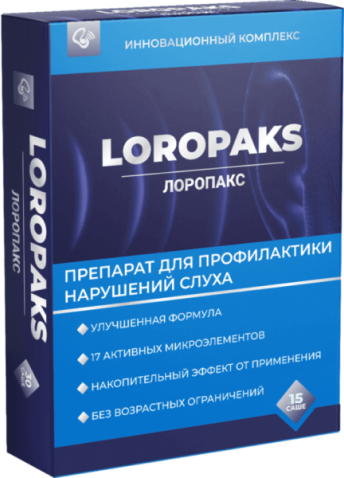 ИННОВАЦИОННЫЙ КОМПЛЕКС
LOROPAKS
ЛОРОПАКС
ПРЕПАРАТ ДЛЯ ПРОФИЛАКТИКИ
НАРУШЕНИЙ СЛУХА
УЛУЧШЕННАЯ ФОРМУЛА
17 АКТИВНЫХ МИКРОЭЛЕМЕНТОВ
НАКОПИТЕЛЬНЫЙ ЭФФЕКТ ОТ ПРИМЕНЕНИЯ
БЕЗ ВОЗРАСТНЫХ ОГРАНИЧЕНИЙ
15
САШЕ
LOROPAKS
ЛОРОПАКС
30